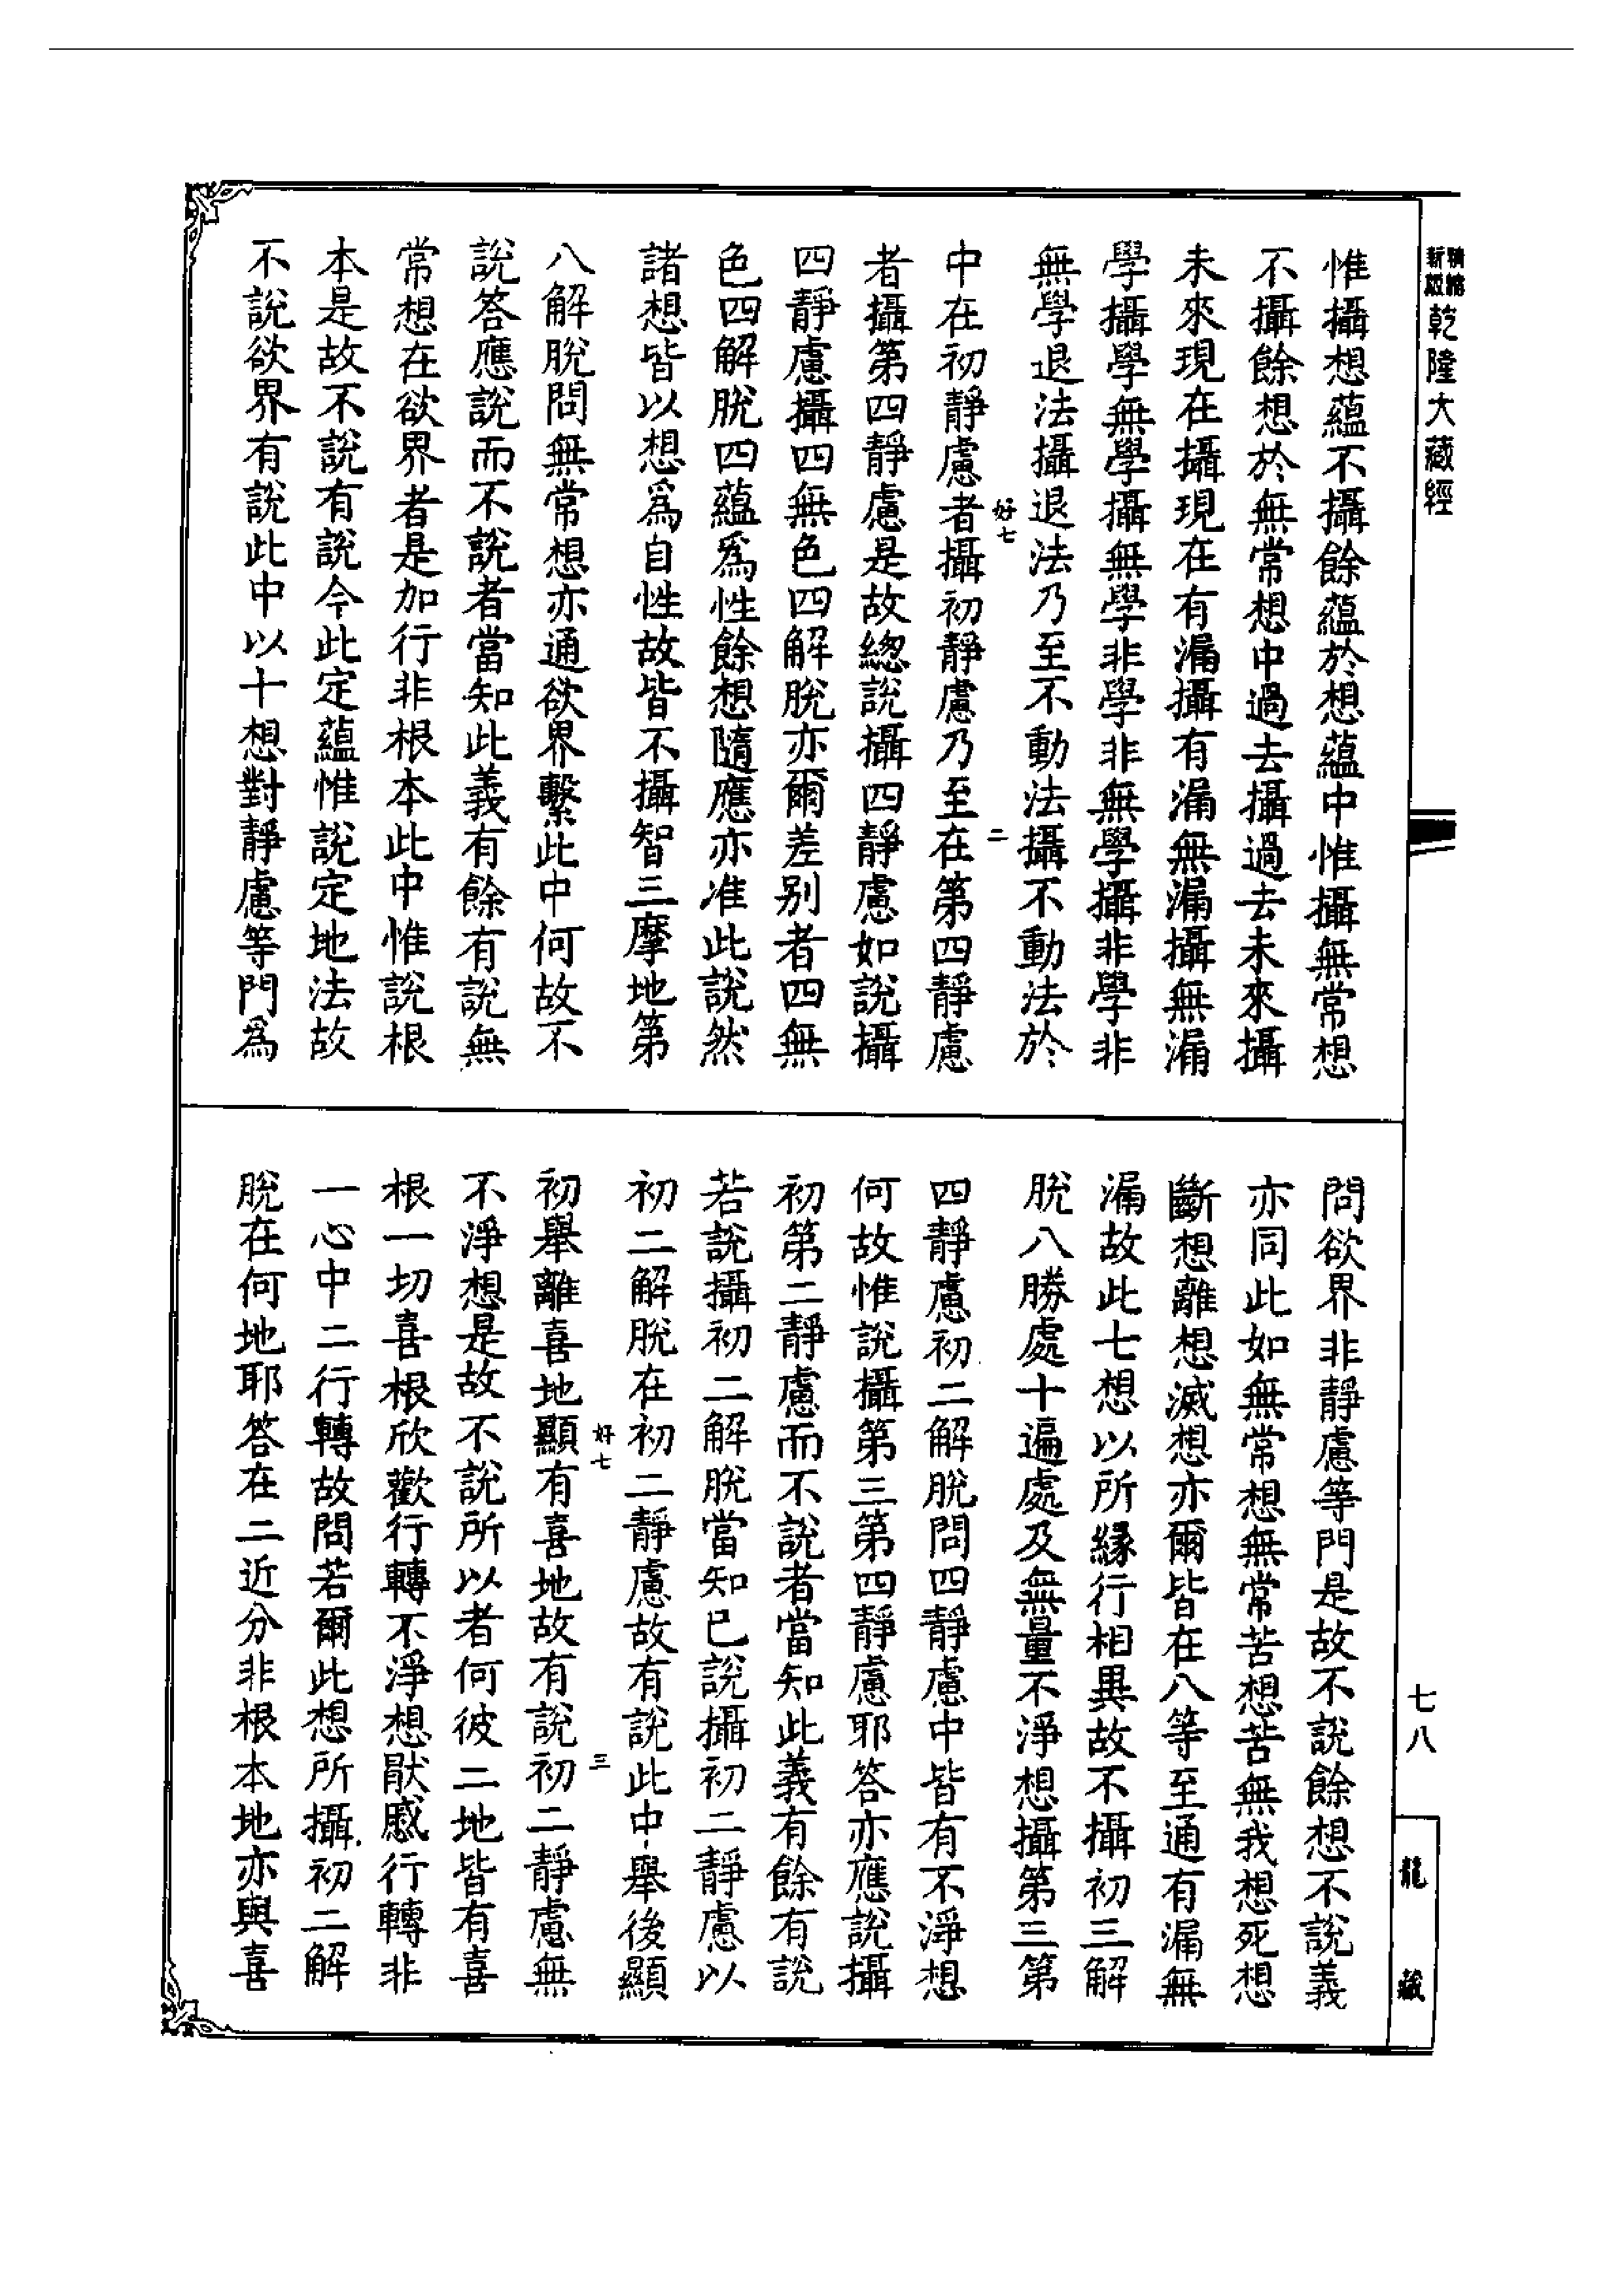 新版
精縮
乾隆大藏經
惟攝想蘊不攝餘蘊於想蘊中惟攝無常想
不攝餘想於無常想中過去攝過去未來攝
未來現在攝現在有漏攝有漏無漏攝無漏
學攝學無學攝無學非學非無學攝非學非
無學退法攝退法乃至不動法攝不動法於
中在初靜慮者攝初靜慮乃至在第四靜慮
好七
二
者攝第四靜慮是故總說攝四靜慮如說攝
四靜慮攝四無色四解脫亦爾差別者四無
色四解脫四蘊爲性餘想隨應亦准此說然
諸想皆以想爲自性故皆不攝智三摩地第
八解脫問無常想亦通欲界繫此中何故不
說答應說而不說者當知此義有餘有說無
常想在欲界者是加行非根本此中惟說根
本是故不說有說今此定蘊惟說定地法故
不說欲界有說此中以十想對靜慮等門爲
問欲界非靜慮等門是故不說餘想不說義
亦同此如無常想無常苦想苦無我想死想
斷想離想滅想亦爾皆在八等至通有漏無
漏故此七想以所緣行相異故不攝初三解
脫八勝處十遍處及無量不淨想攝第三第
四靜慮初二解脫問四靜慮中皆有不淨想
何故惟說攝第三第四靜慮耶答亦應說攝
初第二靜慮而不說者當知此義有餘有說
若說攝初二解脫當知已說攝初二靜慮以
初二解脫在初二靜慮故有說此中舉後顯
好七
三
初舉離喜地顯有喜地故有說初二靜慮無
不淨想是故不說所以者何彼二地皆有喜
根一切喜根欣歡行轉不淨想猒慼行轉非
一心中二行轉故問若爾此想所攝初二解
脫在何地耶答在二近分非根本地亦與喜
七八
龍藏